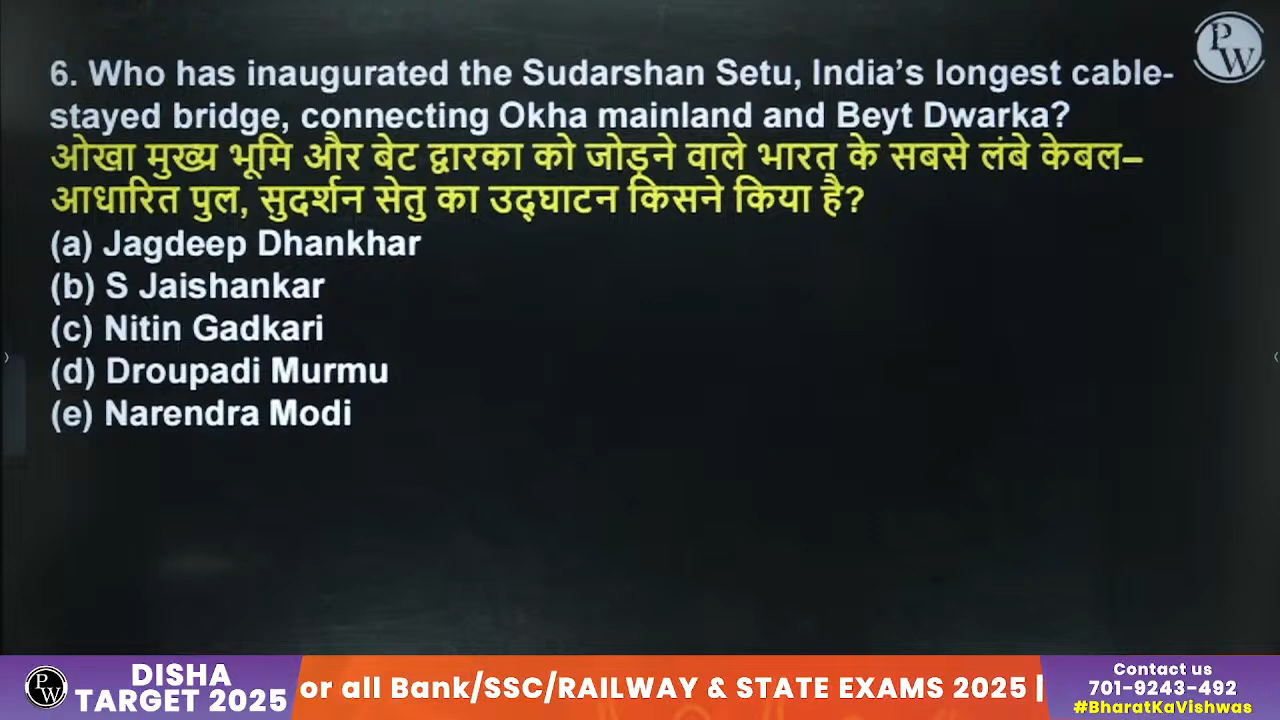 PW
6. Who has inaugurated the Sudarshan Setu, India’s longest cable-
stayed bridge, connecting Okha mainland and Beyt Dwarka?
ओखा मुख्य भूमि और बेट द्वारका को जोड़ने वाले भारत के सबसे लंबे केबल–
आधारित पुल, सुदर्शन सेतु का उद्घाटन किसने किया है?
(a) Jagdeep Dhankhar
(b) S Jaishankar
(c) Nitin Gadkari
(d) Droupadi Murmu
(e) Narendra Modi
PW
DISHA
TARGET 2025
or all Bank/SSC/RAILWAY & STATE EXAMS 2025 |
Contact us
701-9243-492
#BharatKaVishwas